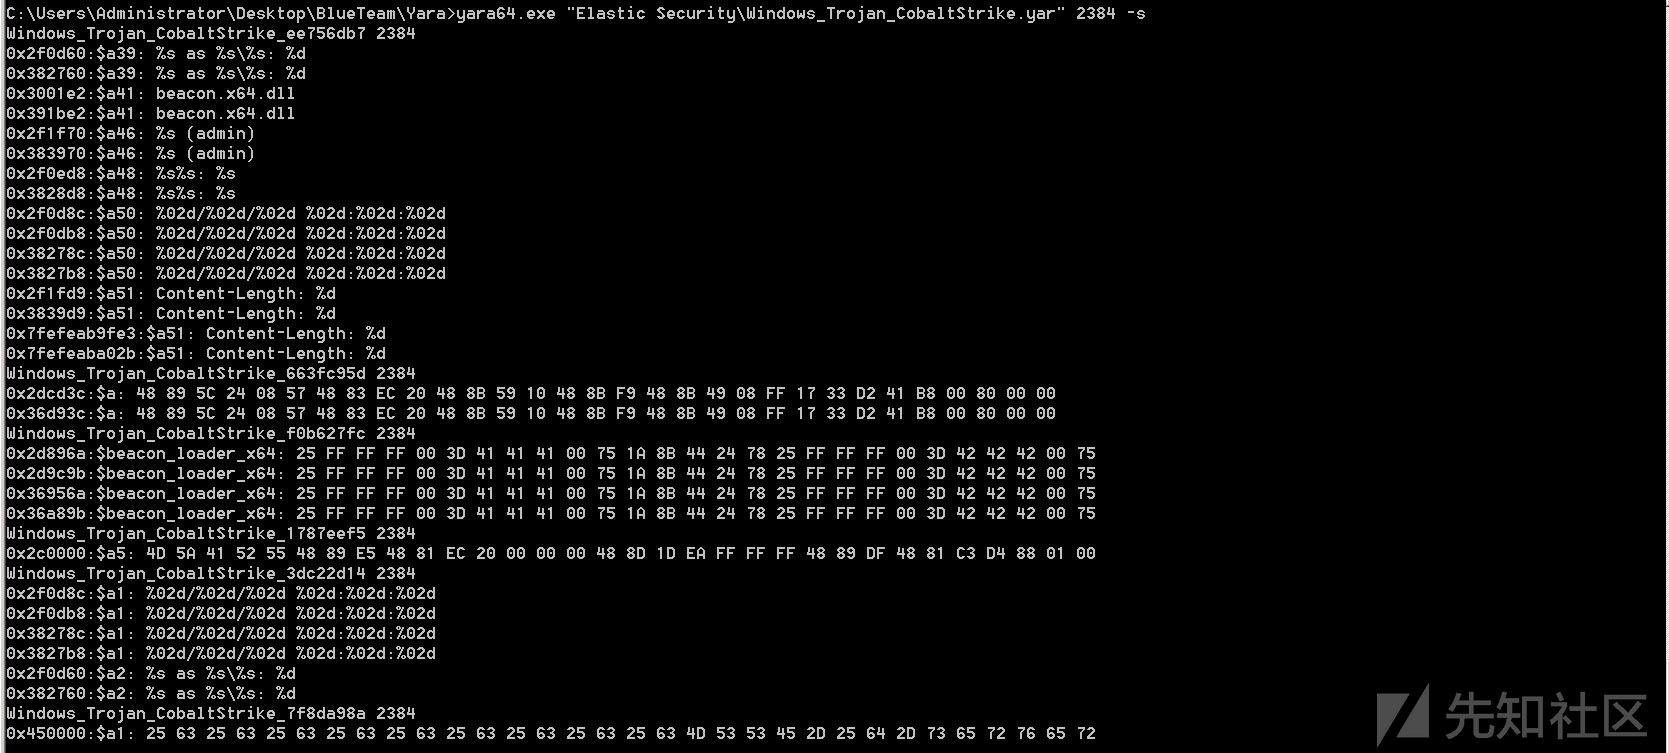 C:\Users\Administrator\Desktop\BlueTeam\Yara>yara64.exe "Elastic Security\Windows_Trojan_CobaltStrike.yar" 2384 -s
Windows_Trojan_CobaltStrike_ee756db7 2384
0x2f0d60:$a39: %s as %s\%s: %d
0x382760:$a39: %s as %s\%s: %d
0x3001e2:$a41: beacon.x64.dll
0x391be2:$a41: beacon.x64.dll
0x2f1f70:$a46: %s (admin)
0x383970:$a46: %s (admin)
0x2f0ed8:$a48: %s%s: %s
0x3828d8:$a48: %s%s: %s
0x2f0d8c:$a50: %02d/%02d/%02d %02d:%02d:%02d
0x2f0db8:$a50: %02d/%02d/%02d %02d:%02d:%02d
0x38278c:$a50: %02d/%02d/%02d %02d:%02d:%02d
0x3827b8:$a50: %02d/%02d/%02d %02d:%02d:%02d
0x2f1fd9:$a51: Content-Length: %d
0x3839d9:$a51: Content-Length: %d
0x7fefeab9fe3:$a51: Content-Length: %d
0x7fefeaba02b:$a51: Content-Length: %d
Windows_Trojan_CobaltStrike_663fc95d 2384
0x2dcd3c:$a: 48 89 5C 24 08 57 48 83 EC 20 48 8B 59 10 48 8B F9 48 8B 49 08 FF 17 33 D2 41 B8 00 80 00 00
0x36d93c:$a: 48 89 5C 24 08 57 48 83 EC 20 48 8B 59 10 48 8B F9 48 8B 49 08 FF 17 33 D2 41 B8 00 80 00 00
Windows_Trojan_CobaltStrike_f0b627fc 2384
0x2d896a:$beacon_loader_x64: 25 FF FF FF 00 3D 41 41 41 00 75 1A 8B 44 24 78 25 FF FF FF 00 3D 42 42 42 00 75
0x2d9c9b:$beacon_loader_x64: 25 FF FF FF 00 3D 41 41 41 00 75 1A 8B 44 24 78 25 FF FF FF 00 3D 42 42 42 00 75
0x36956a:$beacon_loader_x64: 25 FF FF FF 00 3D 41 41 41 00 75 1A 8B 44 24 78 25 FF FF FF 00 3D 42 42 42 00 75
0x36a89b:$beacon_loader_x64: 25 FF FF FF 00 3D 41 41 41 00 75 1A 8B 44 24 78 25 FF FF FF 00 3D 42 42 42 00 75
Windows_Trojan_CobaltStrike_1787eef5 2384
0x2c0000:$a5: 4D 5A 41 52 55 48 89 E5 48 81 EC 20 00 00 00 48 8D 1D EA FF FF FF 48 89 DF 48 81 C3 D4 88 01 00
Windows_Trojan_CobaltStrike_3dc22d14 2384
0x2f0d8c:$a1: %02d/%02d/%02d %02d:%02d:%02d
0x2f0db8:$a1: %02d/%02d/%02d %02d:%02d:%02d
0x38278c:$a1: %02d/%02d/%02d %02d:%02d:%02d
0x3827b8:$a1: %02d/%02d/%02d %02d:%02d:%02d
0x2f0d60:$a2: %s as %s\%s: %d
0x382760:$a2: %s as %s\%s: %d
Windows_Trojan_CobaltStrike_7f8da98a 2384
0x450000:$a1: 25 63 25 63 25 63 25 63 25 63 25 63 25 63 25 63 25 63 4D 53 53 45 2D 25 64 2D 73 65 72 76 65 72
先知社区